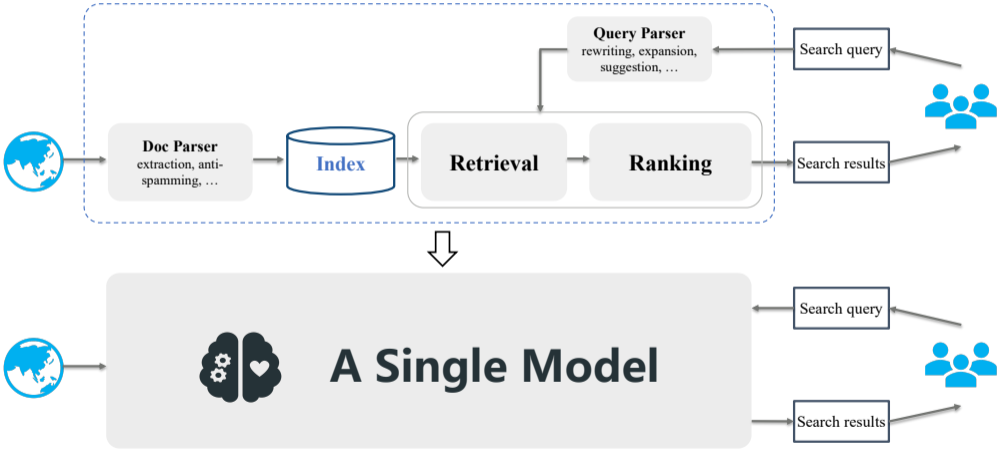 Query Parser
rewriting, expansion,
suggestion, …
Search query
Doc Parser
extraction, anti-
spamming, …
Index
Retrieval
Ranking
Search results
Search query
A Single Model
Search results